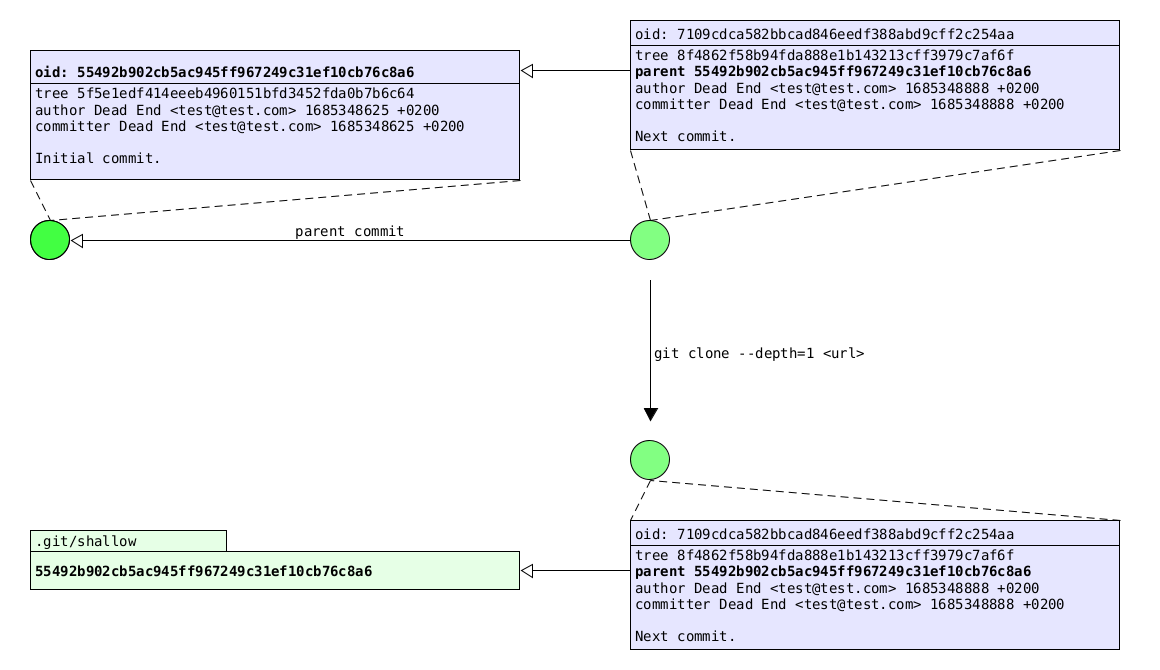 oid: 55492b902cb5ac945ff967249c31ef10cb76c8a6
tree 5f5e1edf414eeeb4960151bfd3452fda0b7b6c64
author Dead End <test@test.com> 1685348625 +0200
committer Dead End <test@test.com> 1685348625 +0200
Initial commit.
oid: 7109cdca582bbcad846eedf388abd9cff2c254aa
tree 8f4862f58b94fda888e1b143213cff3979c7af6f
parent 55492b902cb5ac945ff967249c31ef10cb76c8a6
author Dead End <test@test.com> 1685348888 +0200
committer Dead End <test@test.com> 1685348888 +0200
Next commit.
parent commit
git clone --depth=1 <url>
.git/shallow
55492b902cb5ac945ff967249c31ef10cb76c8a6
oid: 7109cdca582bbcad846eedf388abd9cff2c254aa
tree 8f4862f58b94fda888e1b143213cff3979c7af6f
parent 55492b902cb5ac945ff967249c31ef10cb76c8a6
author Dead End <test@test.com> 1685348888 +0200
committer Dead End <test@test.com> 1685348888 +0200
Next commit.